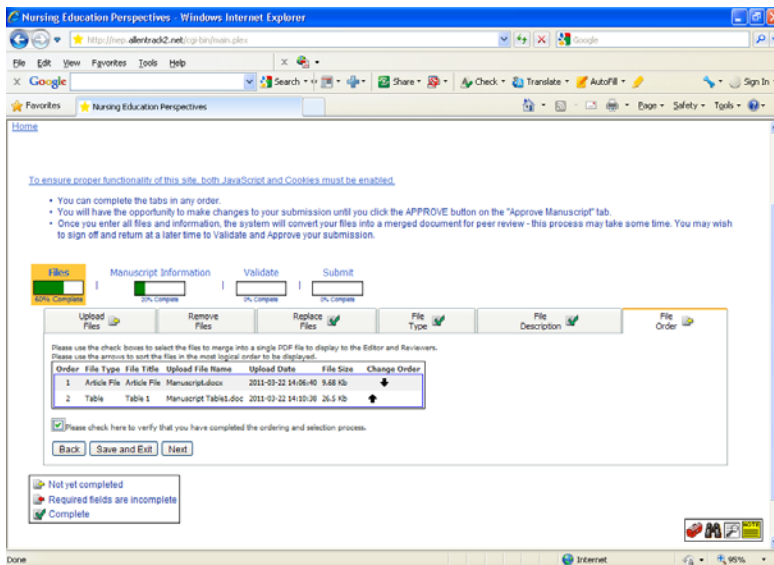 Nursing Education Perspectives - Windows Internet Explorer
http://nep.allentrack2.net/cgi-bin/main.plex
Google
File Edit View Favorites Tools Help
Google Search Share Check Translate AutoFill Sign In
Favorites Nursing Education Perspectives Page Safety Tools
Home
To ensure proper functionality of this site, both JavaScript and Cookies must be enabled.
• You can complete the tabs in any order.
• You will have the opportunity to make changes to your submission until you click the APPROVE button on the "Approve Manuscript" tab.
• Once you enter all files and information, the system will convert your files into a merged document for peer review - this process may take some time. You may wish
to sign off and return at a later time to Validate and Approve your submission.
Files Manuscript Information Validate Submit
60% Complete 20% Complete 0% Complete 0% Complete
Upload Files Remove Files Replace Files File Type File Description File Order
Please use the check boxes to select the files to merge into a single PDF file to display to the Editor and Reviewers.
Please use the arrows to sort the files in the most logical order to be displayed.
Order File Type File Title Upload File Name Upload Date File Size Change Order
1 Article File Article File Manuscript.docx 2011-03-22 14:06:40 9.68 Kb
2 Table Table 1 Manuscript Table1.doc 2011-03-22 14:10:38 26.5 Kb
Please check here to verify that you have completed the ordering and selection process.
Back Save and Exit Next
Not yet completed
Required fields are incomplete
Complete
NOTE
Done Internet 95%